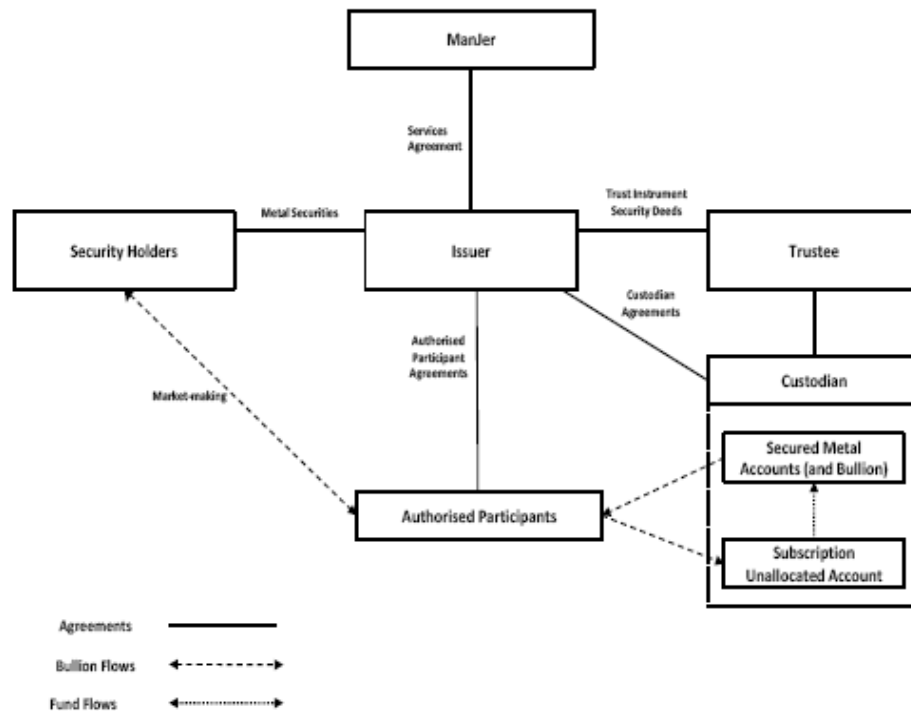 ManJer
Services
Agreement
Metal Securities
Trust Instrument
Security Deeds
Security Holders
Issuer
Trustee
Custodian
Agreements
Authorised
Participant
Agreements
Custodian
Market-making
Secured Metal
Accounts (and Bullion)
Authorised Participants
Subscription
Unallocated Account
Agreements
Bullion Flows
Fund Flows